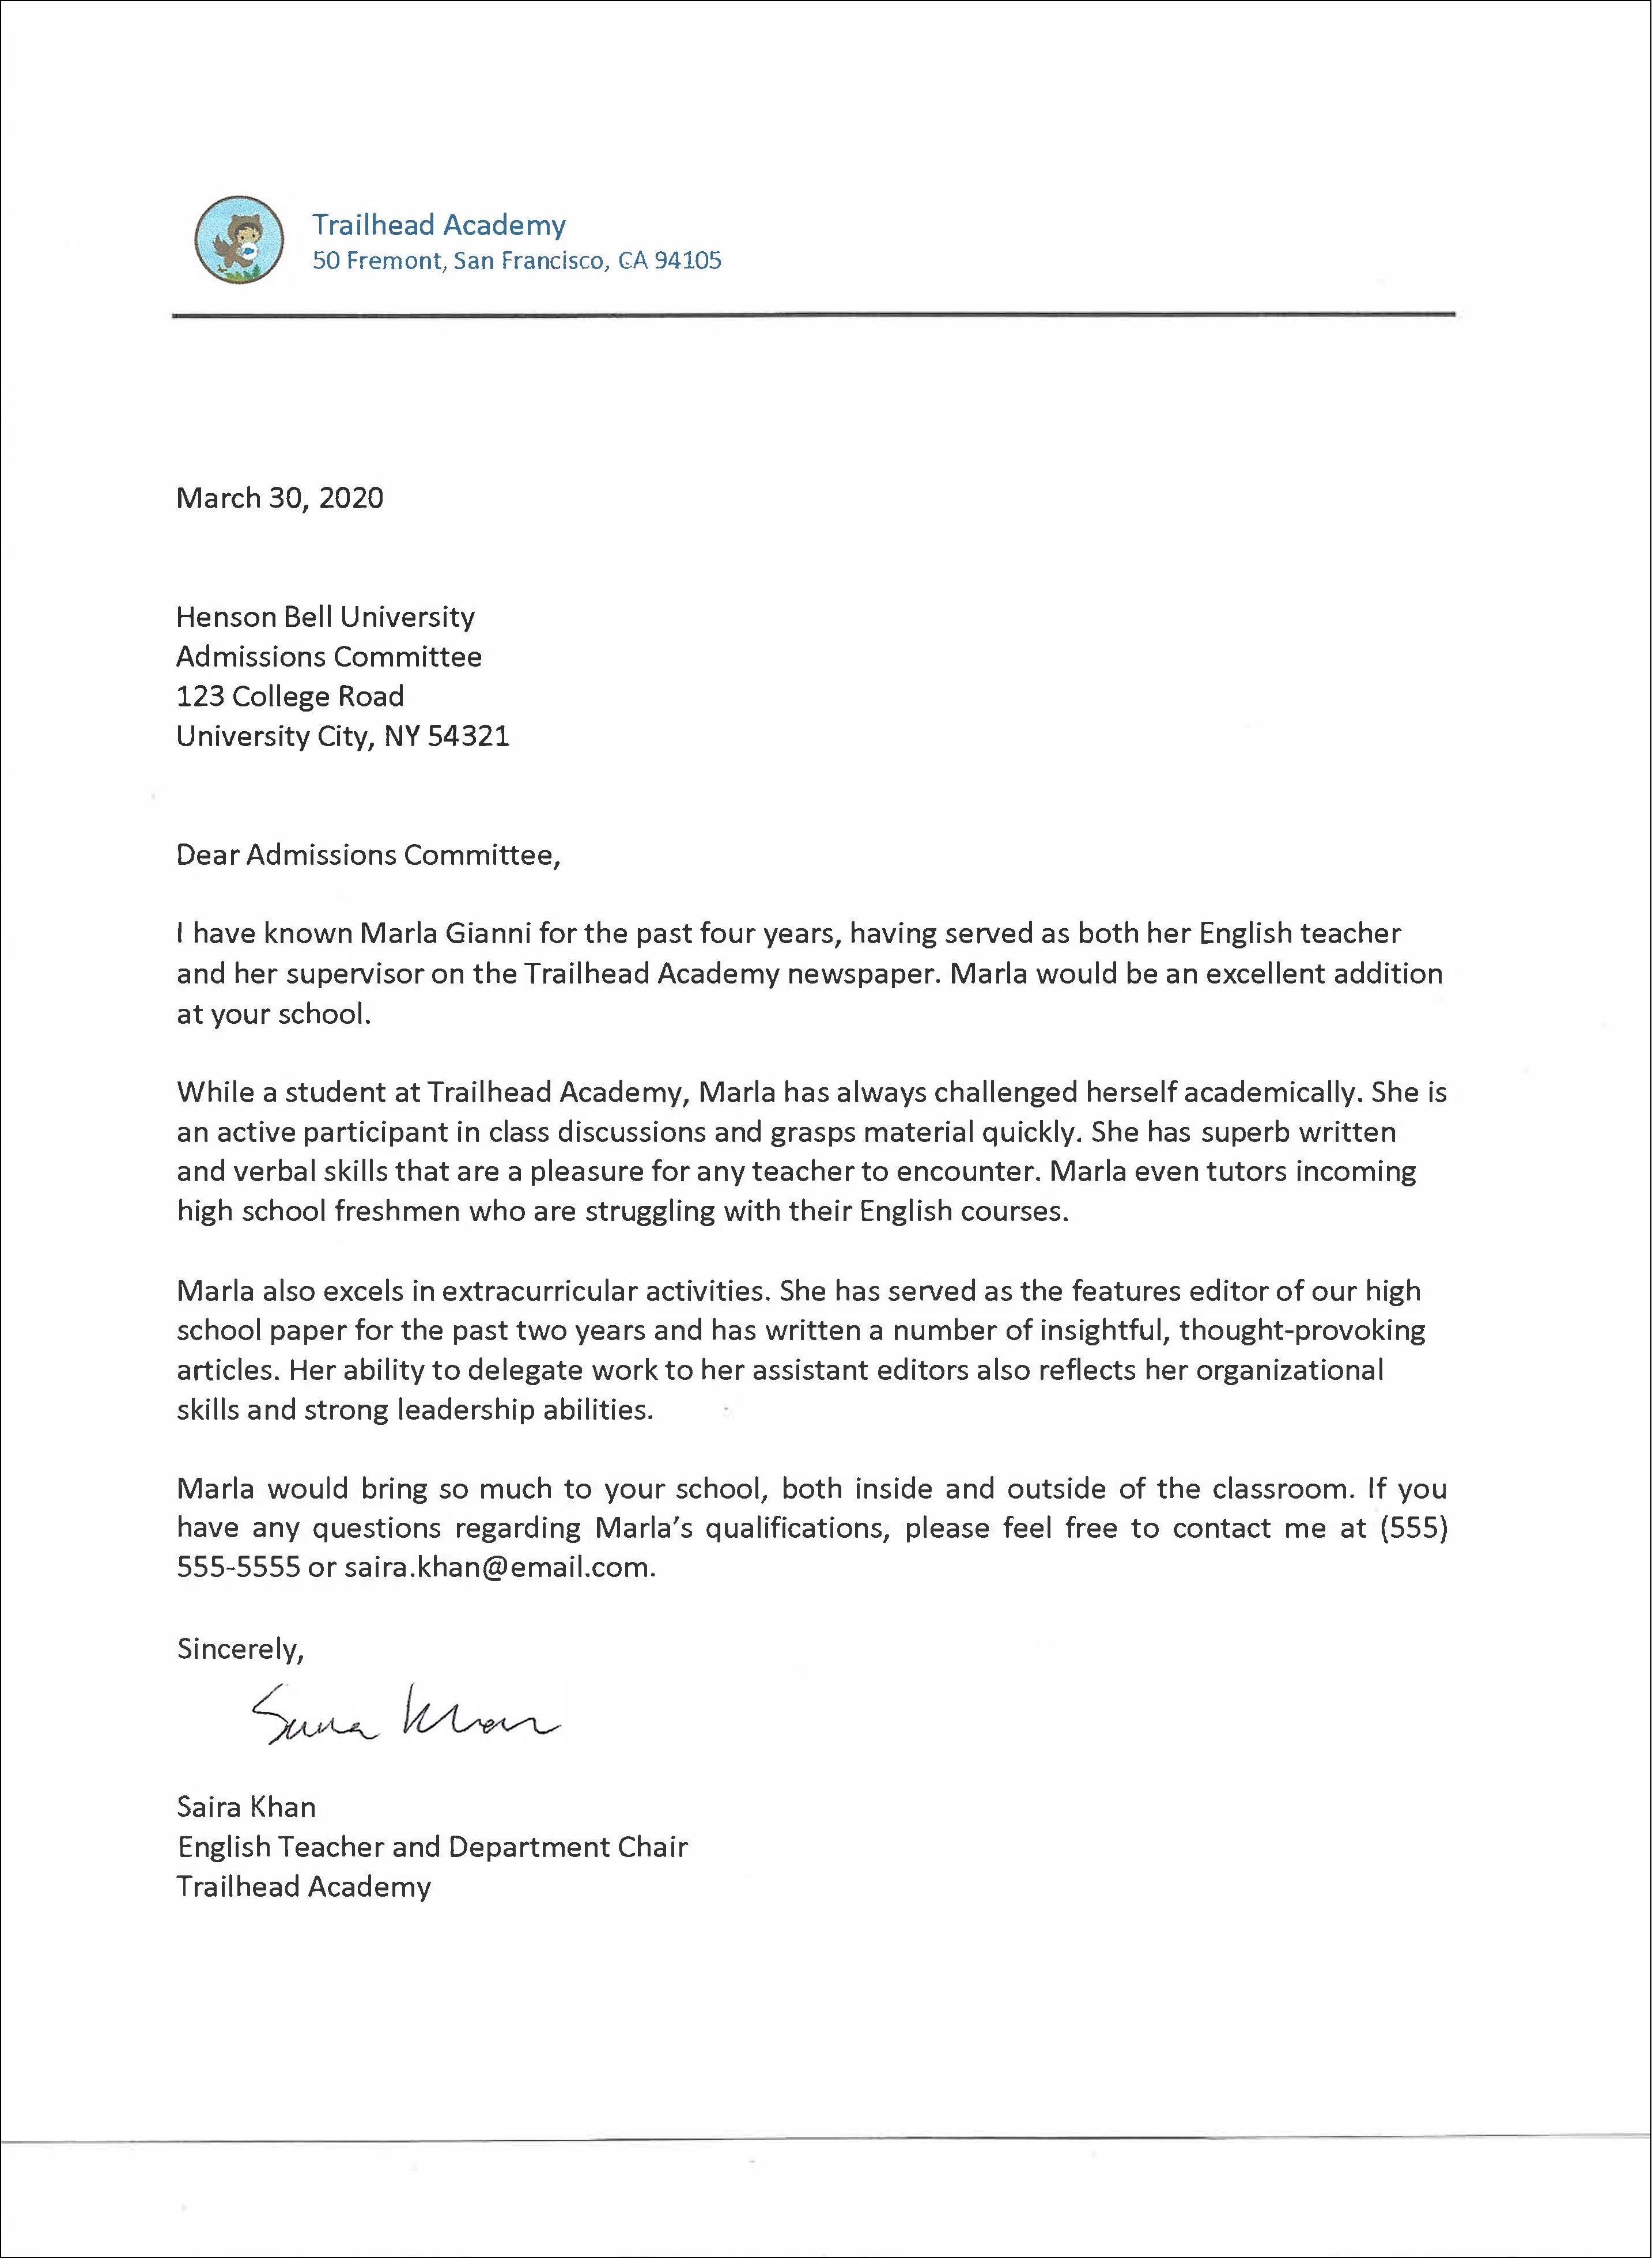 Trailhead Academy
50 Fremont, San Francisco, CA 94105
March 30, 2020
Henson Bell University
Admissions Committee
123 College Road
University City, NY 54321
Dear Admissions Committee,
I have known Marla Gianni for the past four years, having served as both her English teacher
and her supervisor on the Trailhead Academy newspaper. Marla would be an excellent addition
at your school.
While a student at Trailhead Academy, Marla has always challenged herself academically. She is
an active participant in class discussions and grasps material quickly. She has superb written
and verbal skills that are a pleasure for any teacher to encounter. Marla even tutors incoming
high school freshmen who are struggling with their English courses.
Marla also excels in extracurricular activities. She has served as the features editor of our high
school paper for the past two years and has written a number of insightful, thought-provoking
articles. Her ability to delegate work to her assistant editors also reflects her organizational
skills and strong leadership abilities.
Marla would bring so much to your school, both inside and outside of the classroom. If you
have any questions regarding Marla's qualifications, please feel free to contact me at (555)
555-5555 or saira.khan@email.com.
Sincerely,
Saira Khan
Saira Khan
English Teacher and Department Chair
Trailhead Academy